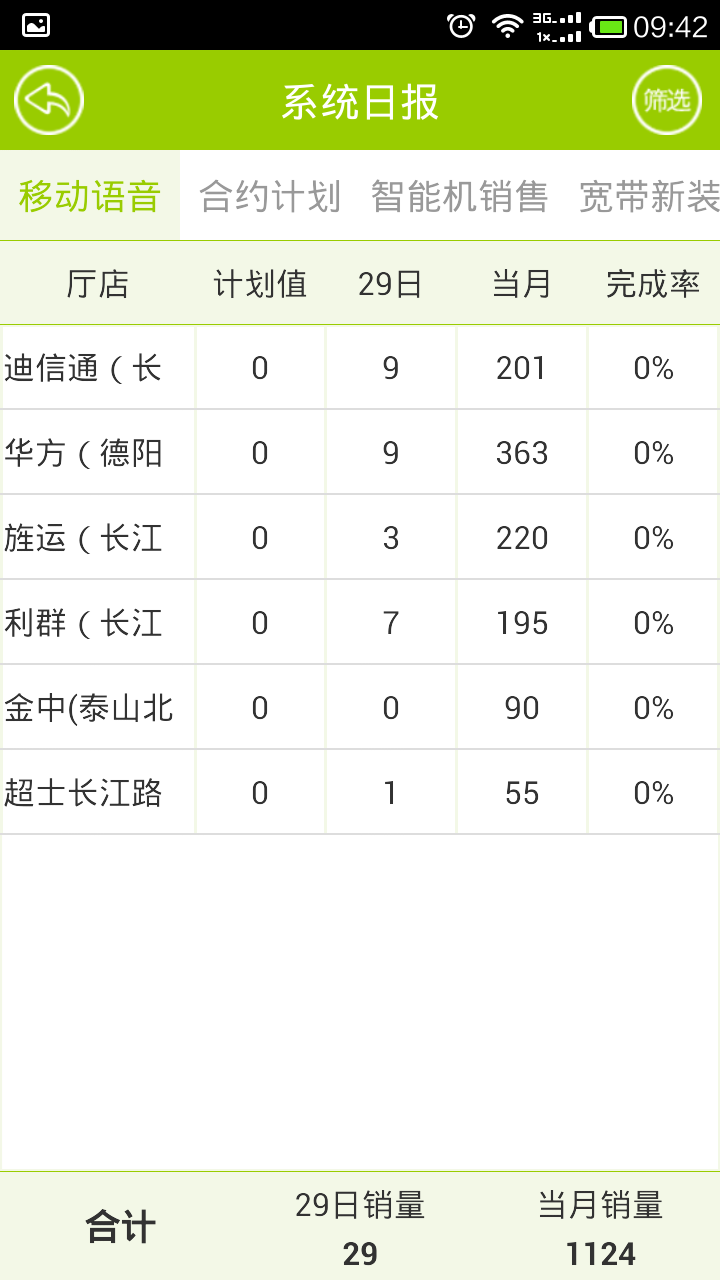 3G 1x 09:42
系统日报 筛选
移动语音 合约计划 智能机销售 宽带新装
厅店 计划值 29日 当月 完成率
迪信通（长 0 9 201 0%
华方（德阳 0 9 363 0%
旌运（长江 0 3 220 0%
利群（长江 0 7 195 0%
金中(泰山北 0 0 90 0%
超士长江路 0 1 55 0%
合计 29日销量 当月销量
29 1124